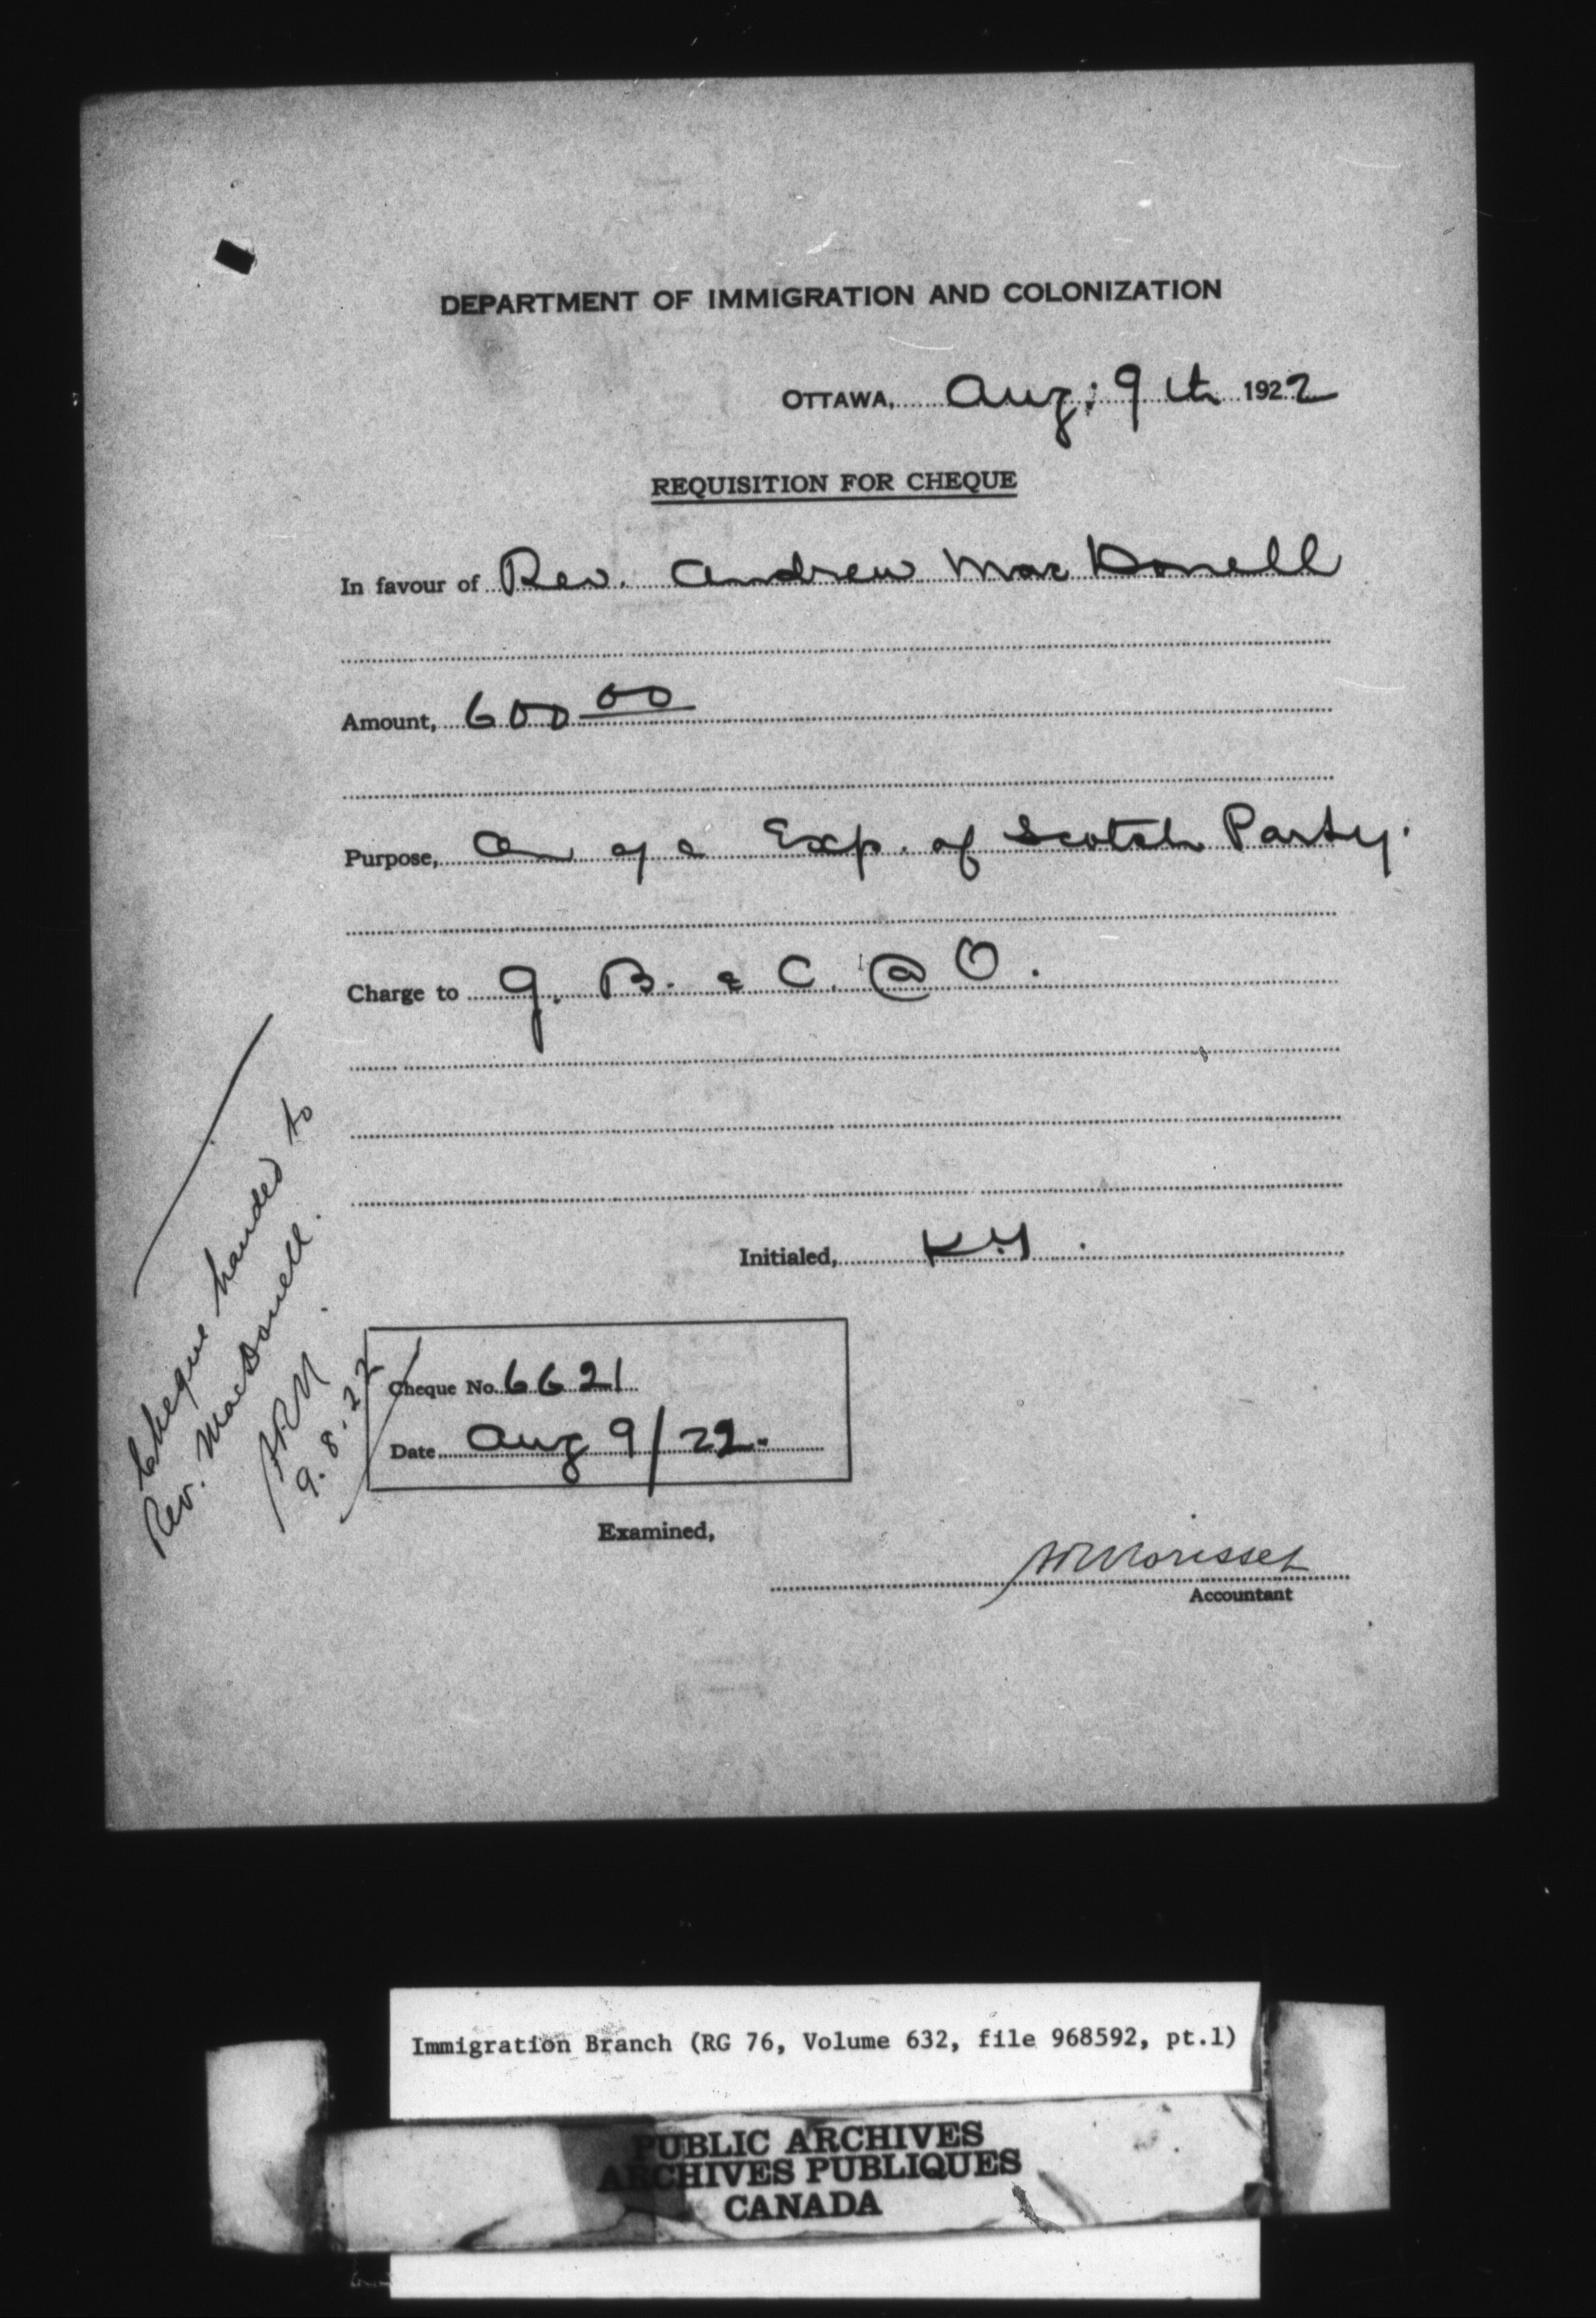 DEPARTMENT OF IMMIGRATION AND COLONIZATION
OTTAWA, Aug: 9th 1922
REQUISITION FOR CHEQUE
In favour of Rev. Andrew MacDonell
Amount, 600 00
Purpose, Exp. of Scotch Party.
Charge to G. B. & C. @ O.
Initialed,
Cheque handed to
Rev. MacDonell.
9.8.22
Cheque No. 6621
Date Aug 9/22.
Examined,
Morisset
Accountant
Immigration Branch (RG 76, Volume 632, file 968592, pt.1)
PUBLIC ARCHIVES
ARCHIVES PUBLIQUES
CANADA